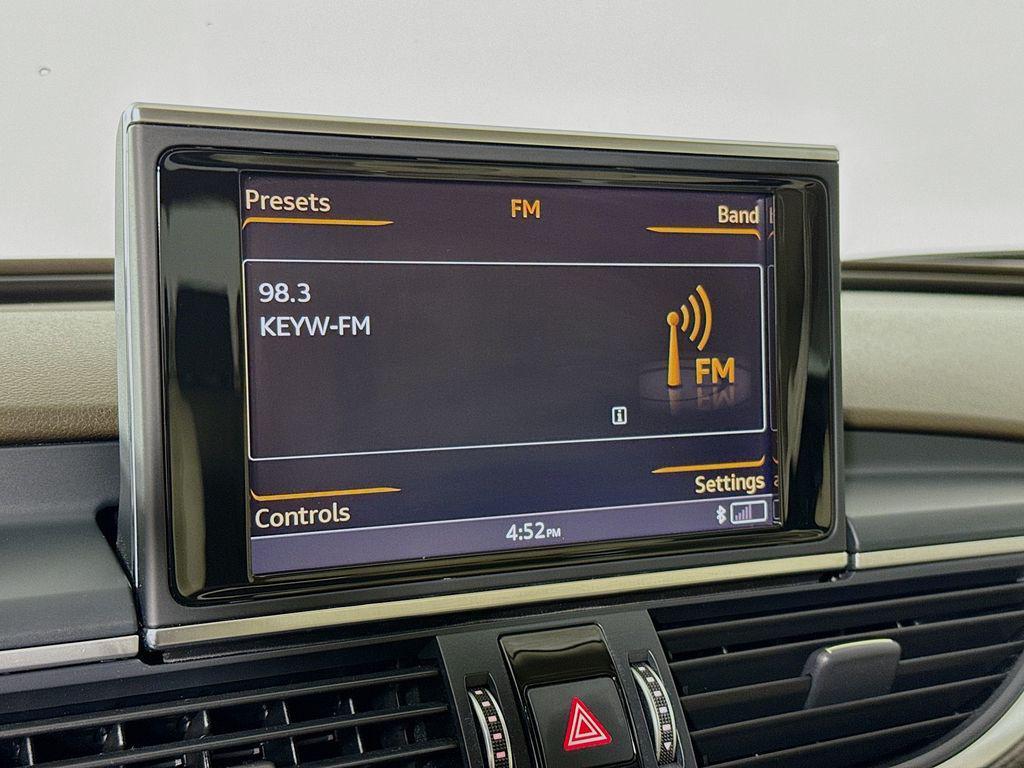 Presets
FM
Band
98.3
KEYW-FM
FM
i
Settings
Controls
4:52PM